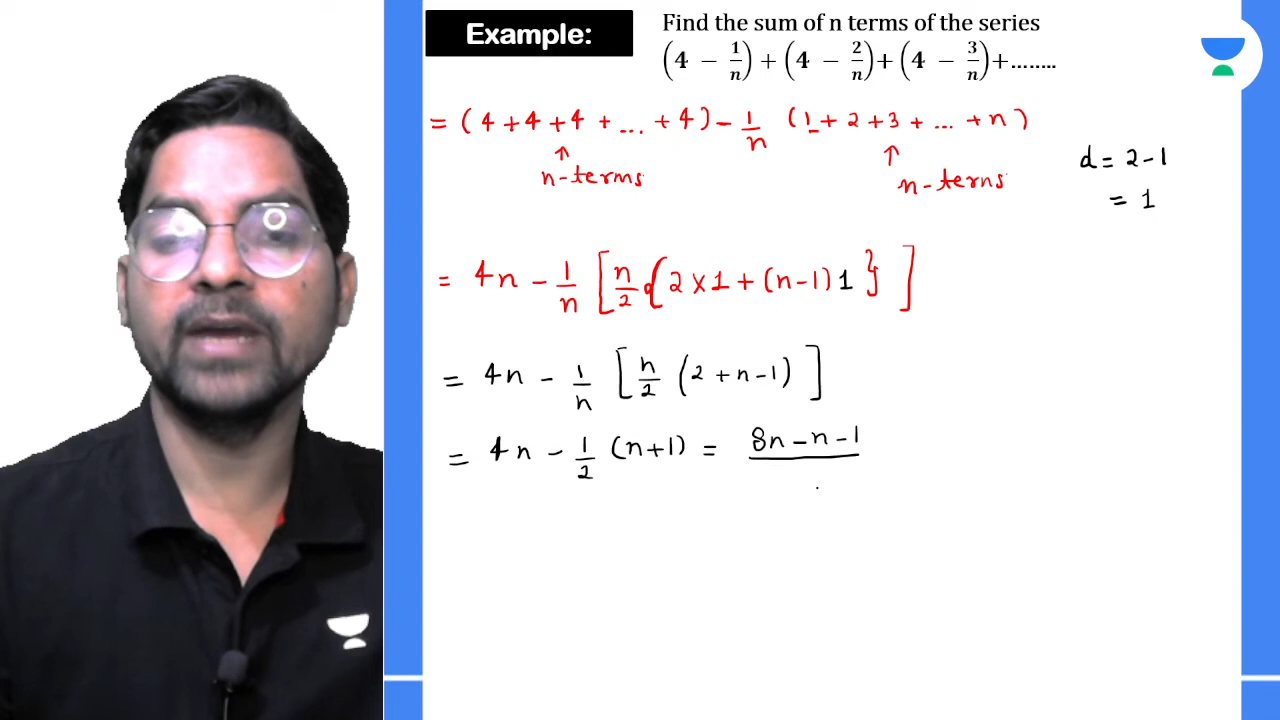 Example:
Find the sum of n terms of the series
(4 − 1/n) + (4 − 2/n) + (4 − 3/n) + ........
= (4 + 4 + 4 + ... + 4) − 1/n (1 + 2 + 3 + ... + n)
↑ n-terms
↑ n-terms
d = 2 - 1
= 1
= 4n − 1/n [n/2 {2 × 1 + (n-1) 1}]
= 4n − 1/n [n/2 (2 + n - 1)]
= 4n − 1/2 (n+1) = 8n − n − 1